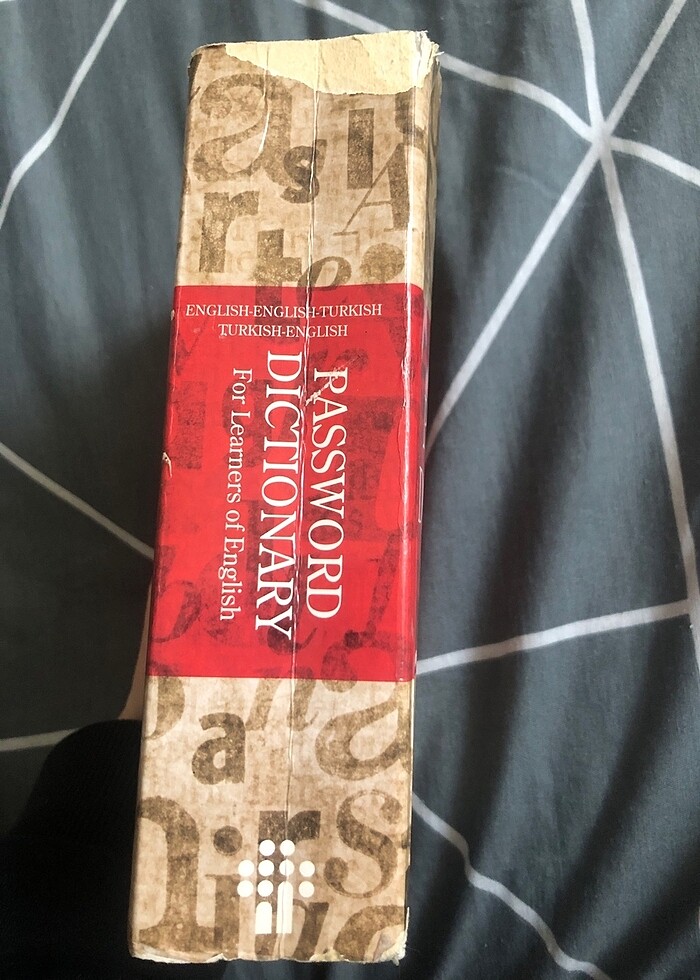 ENGLISH-ENGLISH-TURKISH
TURKISH-ENGLISH
PASSWORD
DICTIONARY
For Learners of English